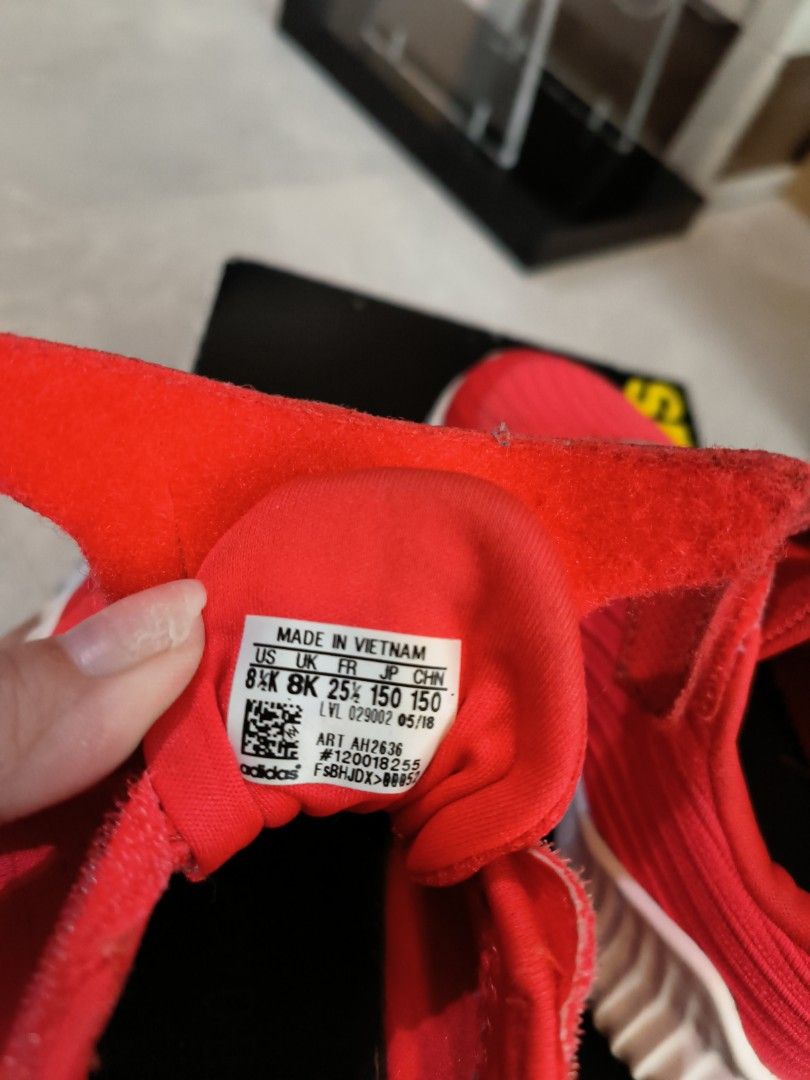 MADE IN VIETNAM
US UK FR JP CHN
8½K 8K 25½ 150 150
LVL 029002 05/18
ART AH2636
#120018255
adidas FsBHJDX>